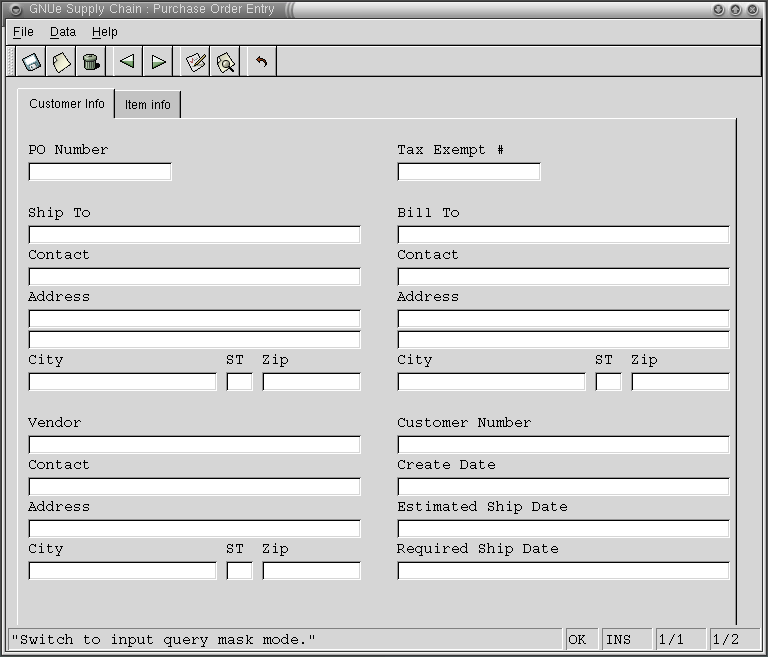 GNUe Supply Chain : Purchase Order Entry
File Data Help
Customer Info Item info
PO Number Tax Exempt #
Ship To Bill To
Contact Contact
Address Address
City ST Zip City ST Zip
Vendor Customer Number
Contact Create Date
Address Estimated Ship Date
City ST Zip Required Ship Date
"Switch to input query mask mode." OK INS 1/1 1/2